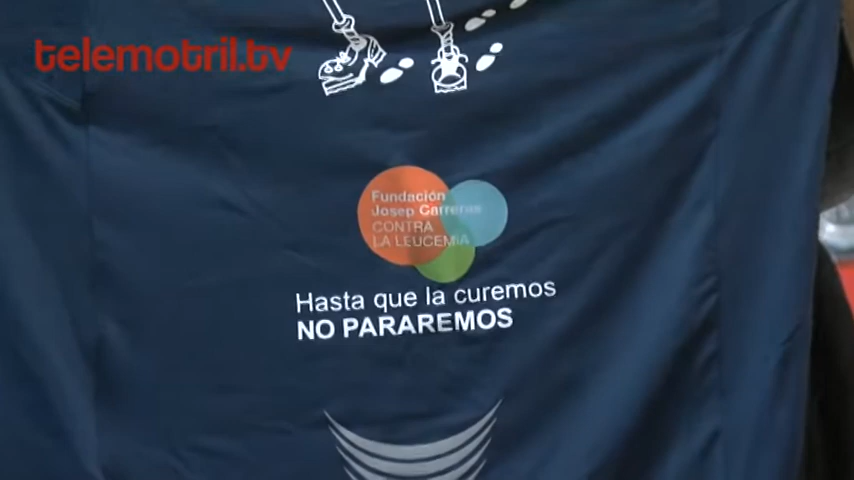 telemotril.tv
Fundación
Josep Carreras
CONTRA
LA LEUCEMIA
Hasta que la curemos
NO PARAREMOS